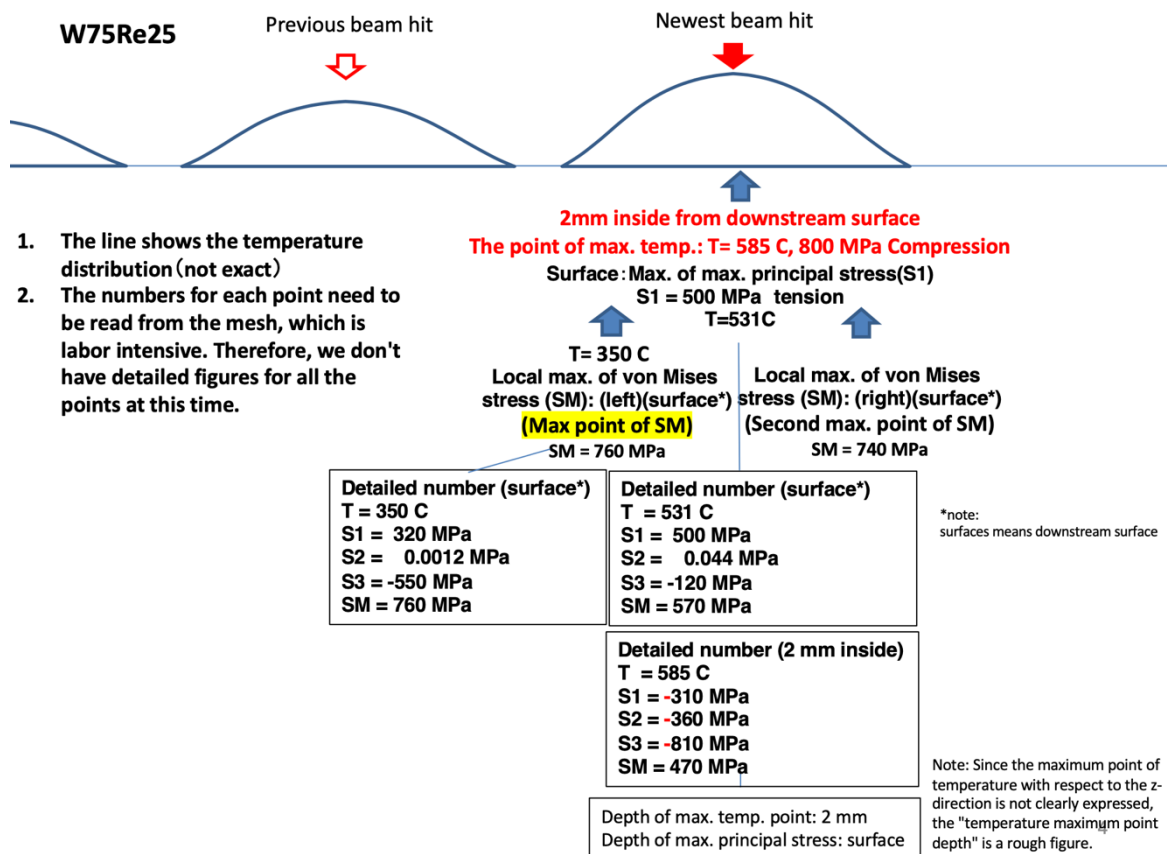 W75Re25
Previous beam hit
Newest beam hit
1. The line shows the temperature
distribution（not exact）
2. The numbers for each point need to
be read from the mesh, which is
labor intensive. Therefore, we don't
have detailed figures for all the
points at this time.
2mm inside from downstream surface
The point of max. temp.: T= 585 C, 800 MPa Compression
Surface：Max. of max. principal stress(S1)
S1 = 500 MPa tension
T=531C
T= 350 C
Local max. of von Mises
stress (SM): (left)(surface*)
(Max point of SM)
SM = 760 MPa
Local max. of von Mises
stress (SM): (right)(surface*)
(Second max. point of SM)
SM = 740 MPa
Detailed number (surface*)
T = 350 C
S1 = 320 MPa
S2 = 0.0012 MPa
S3 = -550 MPa
SM = 760 MPa
Detailed number (surface*)
T = 531 C
S1 = 500 MPa
S2 = 0.044 MPa
S3 = -120 MPa
SM = 570 MPa
*note:
surfaces means downstream surface
Detailed number (2 mm inside)
T = 585 C
S1 = -310 MPa
S2 = -360 MPa
S3 = -810 MPa
SM = 470 MPa
Depth of max. temp. point: 2 mm
Depth of max. principal stress: surface
Note: Since the maximum point of
temperature with respect to the z-
direction is not clearly expressed,
the "temperature maximum point
depth" is a rough figure.
4